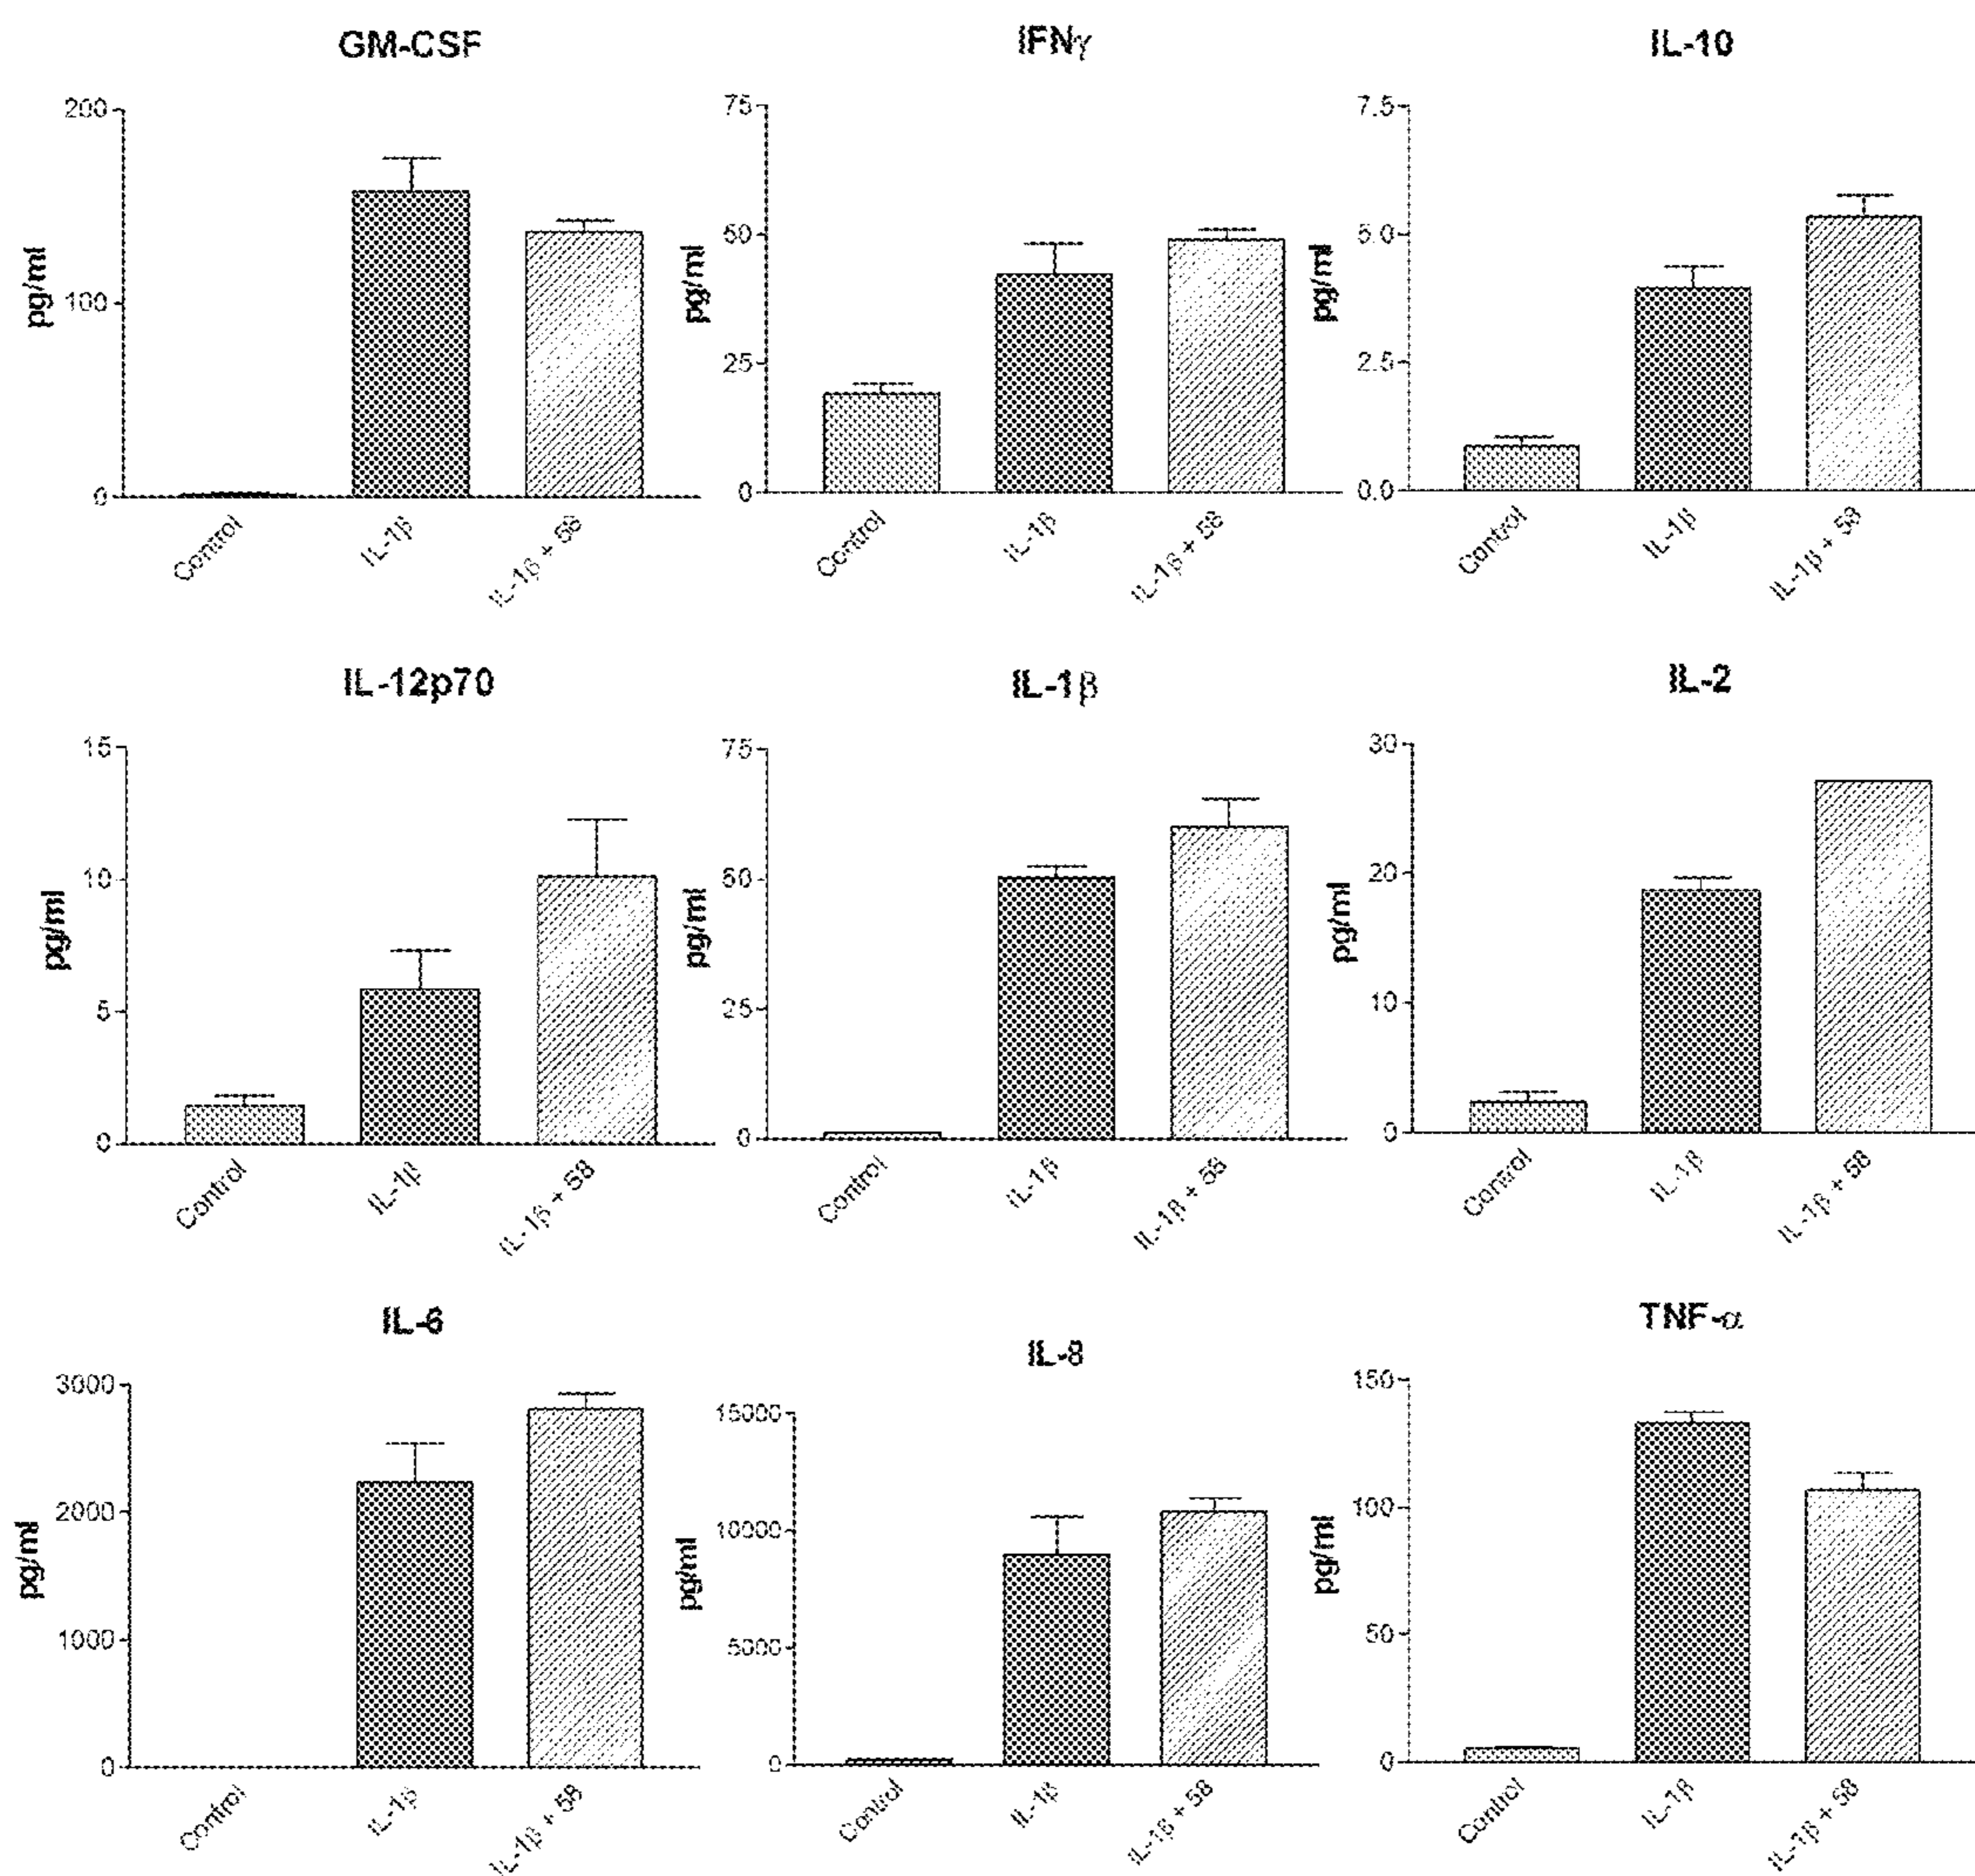 GM-CSF
pg/ml
200
100
0
Control
IL-1β
IL-1β + 58
IFNγ
pg/ml
75
50
25
0
Control
IL-1β
IL-1β + 58
IL-10
pg/ml
7.5
5.0
2.5
0.0
Control
IL-1β
IL-1β + 58
IL-12p70
pg/ml
15
10
5
0
Control
IL-1β
IL-1β + 58
IL-1β
pg/ml
75
50
25
0
Control
IL-1β
IL-1β + 58
IL-2
pg/ml
30
20
10
0
Control
IL-1β
IL-1β + 58
IL-6
pg/ml
3000
2000
1000
0
Control
IL-1β
IL-1β + 58
IL-8
pg/ml
15000
10000
5000
0
Control
IL-1β
IL-1β + 58
TNF-α
pg/ml
150
100
50
0
Control
IL-1β
IL-1β + 58